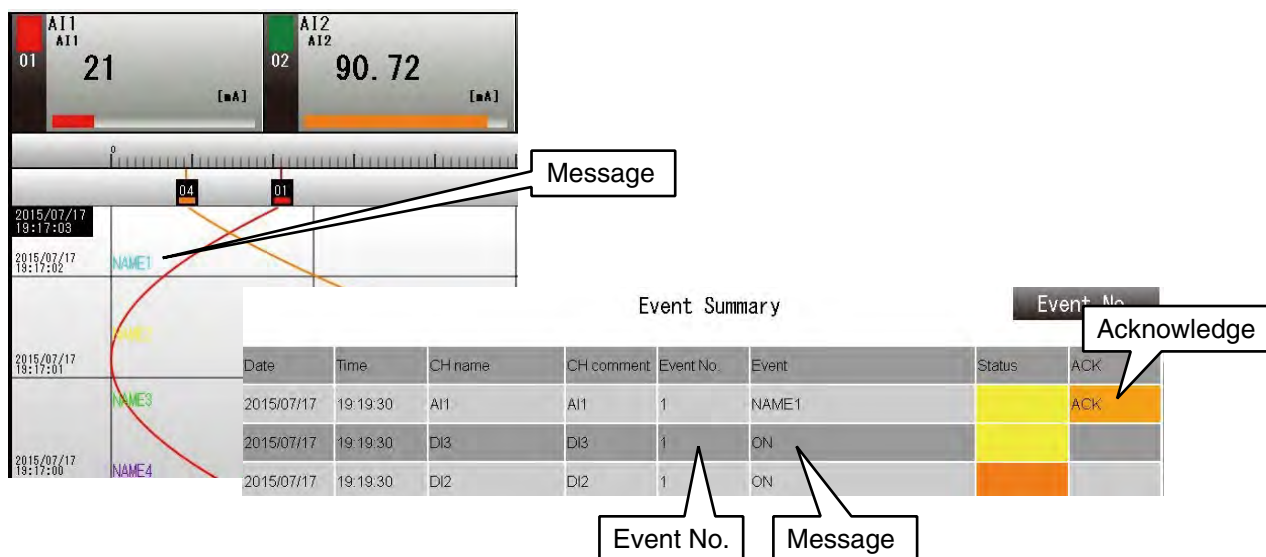 AI1 AI2
AI1 AI2
01 21 02 90.72
[mA] [mA]
0
Message
04 01
2015/07/17
19:17:03
2015/07/17
19:17:02
NAME1
Event Summary
Event No.
Acknowledge
NAME2
2015/07/17
19:17:01
Date Time CH name CH comment Event No. Event Status ACK
NAME3
2015/07/17 19:19:30 AI1 AI1 1 NAME1 ACK
2015/07/17 19:19:30 DI3 DI3 1 ON
2015/07/17
19:17:00
NAME4
2015/07/17 19:19:30 DI2 DI2 1 ON
Event No. Message